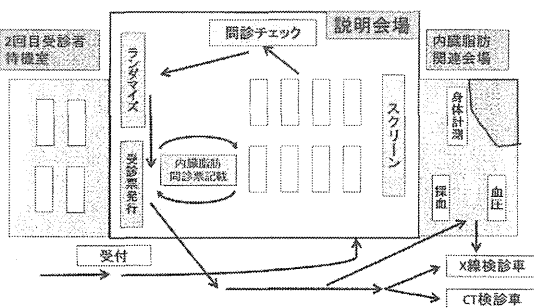 2回目受診者
待機室
ランダマイズ
問診チェック
説明会場
内臓脂肪
関連会場
身体計測
スクリーン
受診票発行
内臓脂肪
問診票記載
採血
血圧
受付
X線検診車
CT検診車